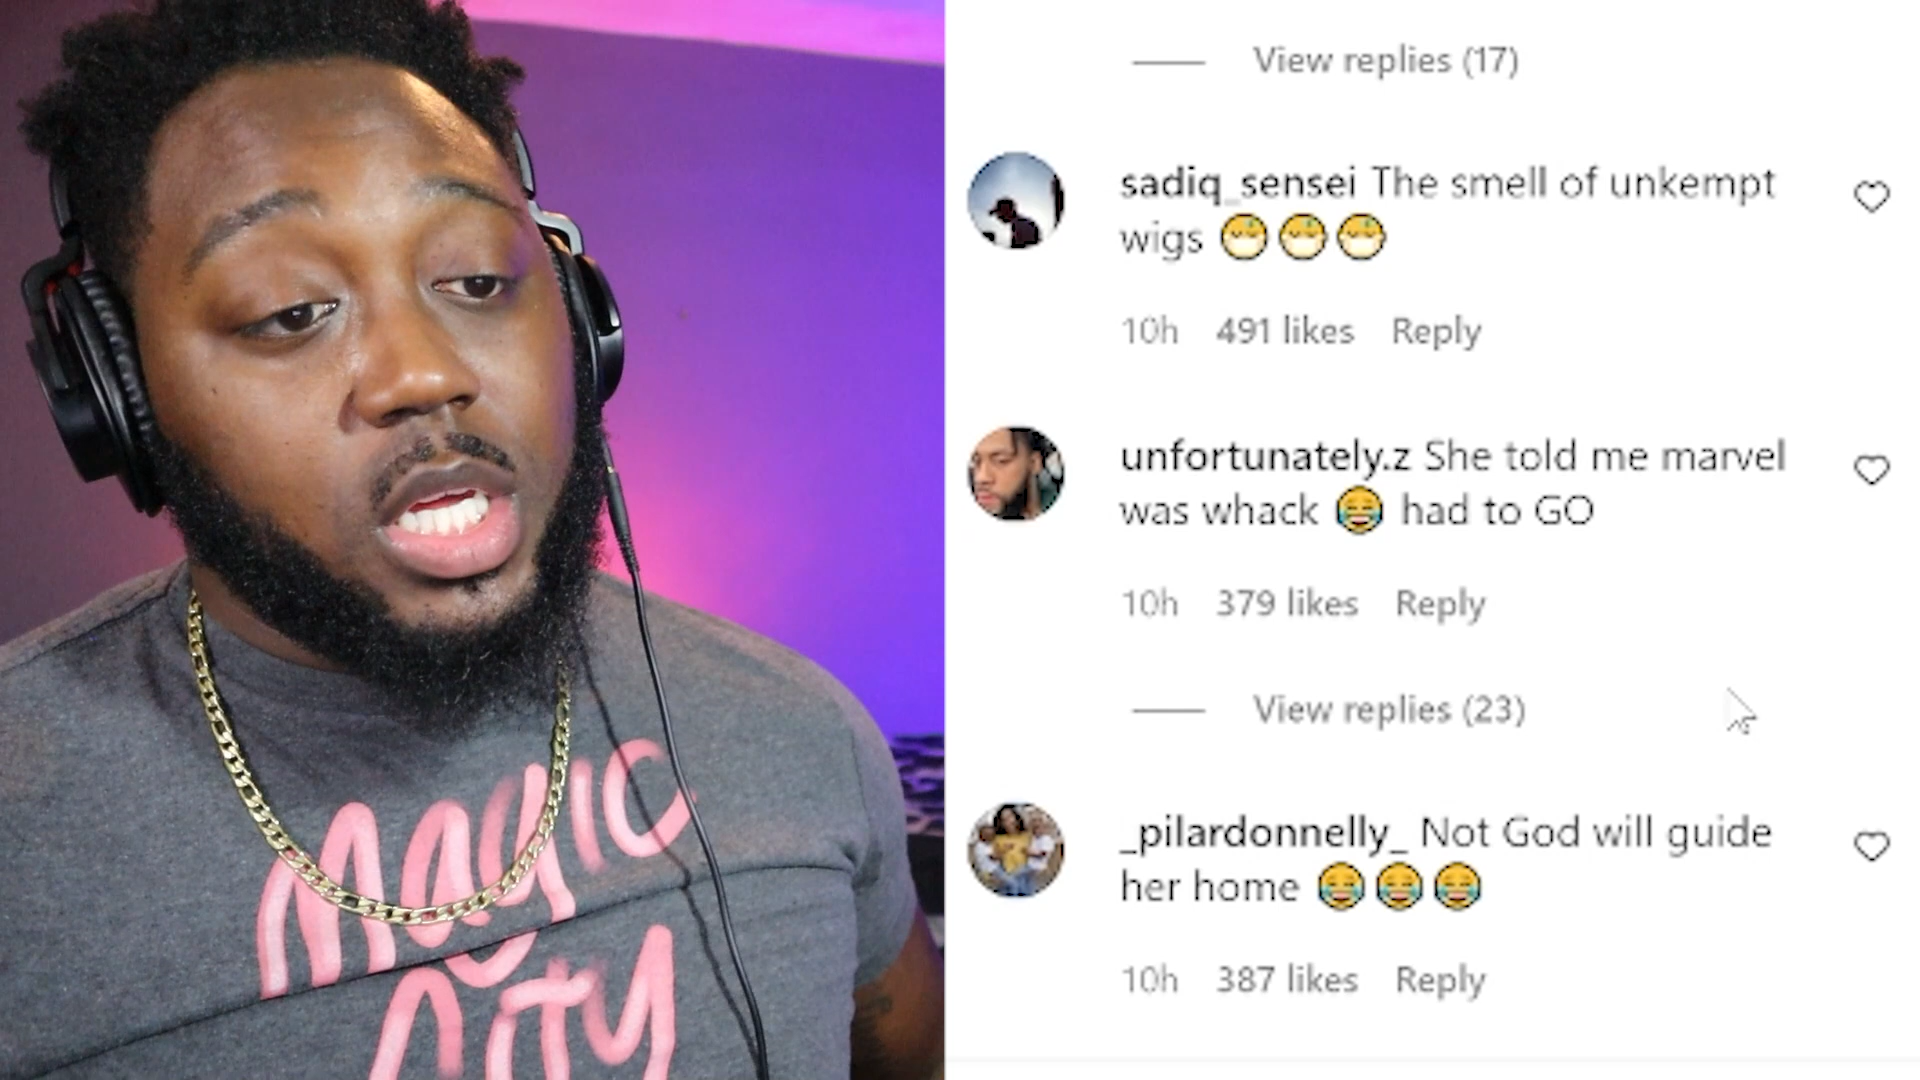 View replies (17)
sadiq_sensei The smell of unkempt
wigs 😷😷😷
10h 491 likes Reply
unfortunately.z She told me marvel
was whack 😂 had to GO
10h 379 likes Reply
View replies (23)
_pilardonnelly_ Not God will guide
her home 😂😂😂
10h 387 likes Reply
Magic
City